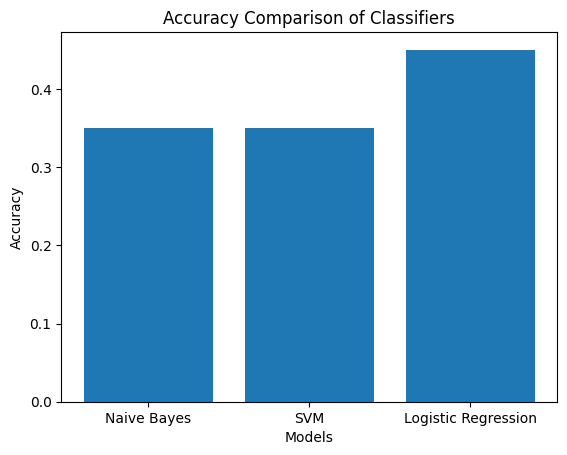 Accuracy Comparison of Classifiers
0.4
0.3
0.2
0.1
0.0
Accuracy
Naive Bayes SVM Logistic Regression
Models